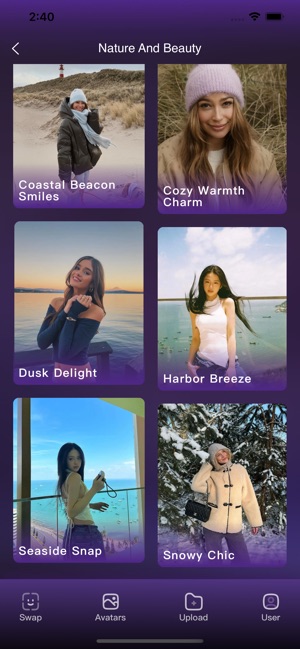 2:40
Nature And Beauty
Coastal Beacon
Smiles
Cozy Warmth
Charm
Dusk Delight
Harbor Breeze
Seaside Snap
Snowy Chic
Swap
Avatars
Upload
User